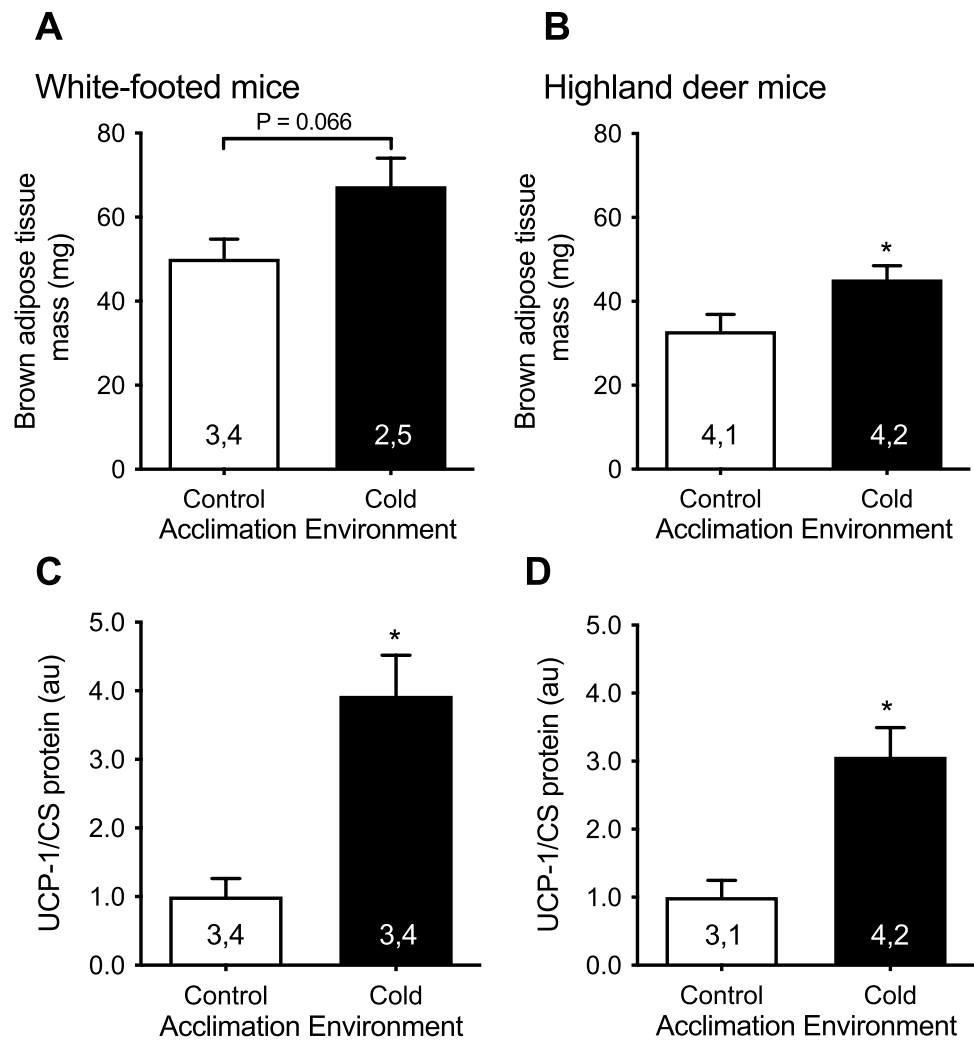 A
White-footed mice
P = 0.066
80
60
40
20
0
Brown adipose tissue
mass (mg)
3,4
2,5
Control
Cold
Acclimation Environment
B
Highland deer mice
80
60
40
20
0
Brown adipose tissue
mass (mg)
*
4,1
4,2
Control
Cold
Acclimation Environment
C
5.0
4.0
3.0
2.0
1.0
0.0
UCP-1/CS protein (au)
*
3,4
3,4
Control
Cold
Acclimation Environment
D
5.0
4.0
3.0
2.0
1.0
0.0
UCP-1/CS protein (au)
*
3,1
4,2
Control
Cold
Acclimation Environment